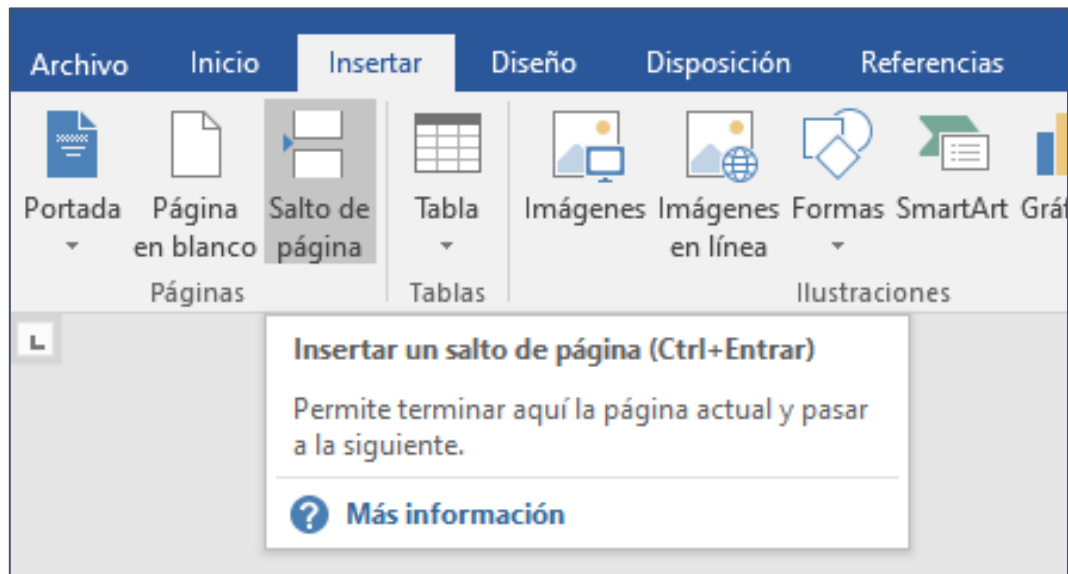 Archivo Inicio Insertar Diseño Disposición Referencias
Portada Página Salto de Tabla Imágenes Imágenes Formas SmartArt
en blanco página en línea
Páginas Tablas Ilustraciones
L
Insertar un salto de página (Ctrl+Entrar)
Permite terminar aquí la página actual y pasar
a la siguiente.
? Más información